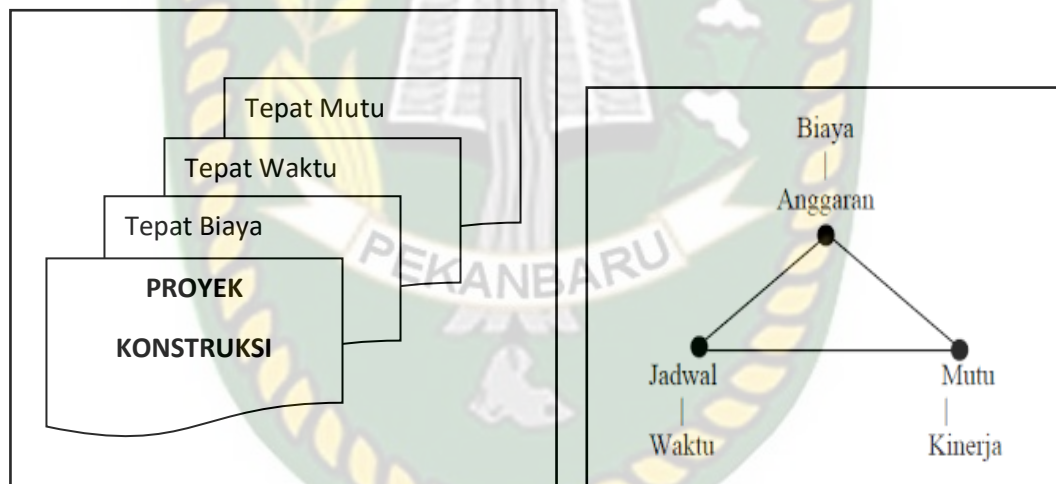 Tepat Mutu
Tepat Waktu
Tepat Biaya
PROYEK
KONSTRUKSI
PEKANBARU
Biaya
Anggaran
Jadwal
Waktu
Mutu
Kinerja